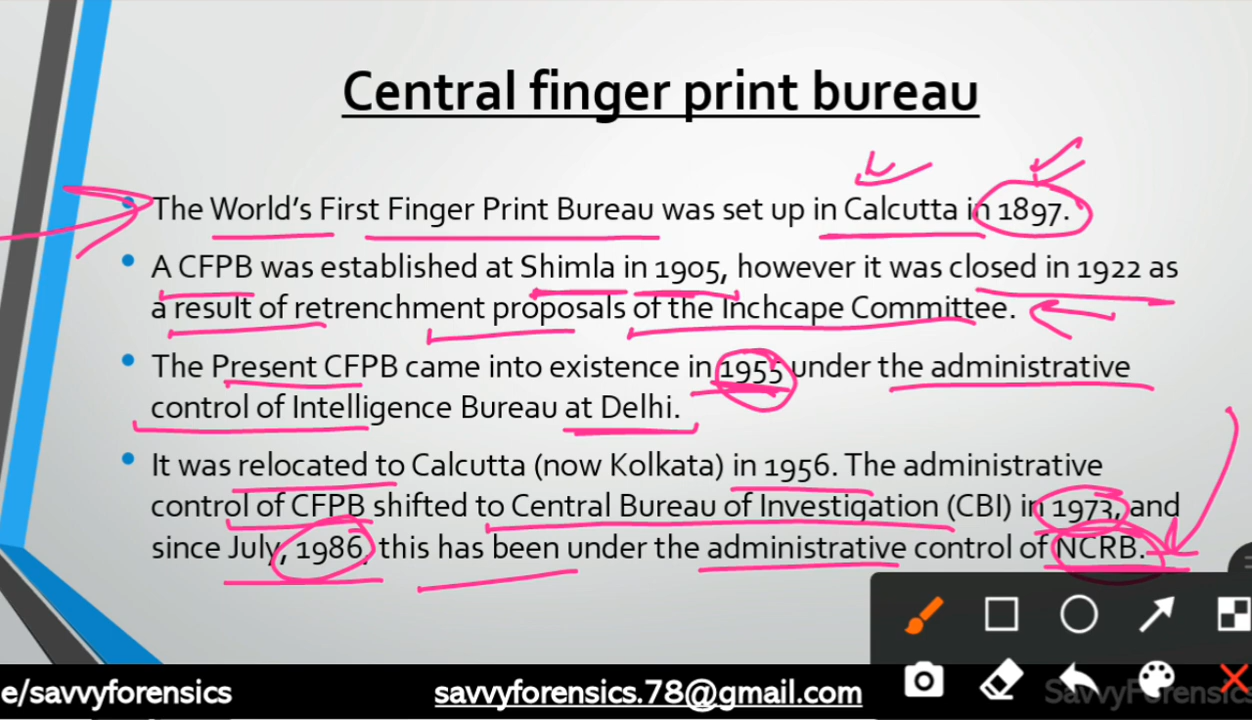 Central finger print bureau
• The World's First Finger Print Bureau was set up in Calcutta in 1897.
• A CFPB was established at Shimla in 1905, however it was closed in 1922 as
a result of retrenchment proposals of the Inchcape Committee.
• The Present CFPB came into existence in 1955 under the administrative
control of Intelligence Bureau at Delhi.
• It was relocated to Calcutta (now Kolkata) in 1956. The administrative
control of CFPB shifted to Central Bureau of Investigation (CBI) in 1973, and
since July, 1986, this has been under the administrative control of NCRB.
e/savvyforensics savvyforensics.78@gmail.com SavvyForensics